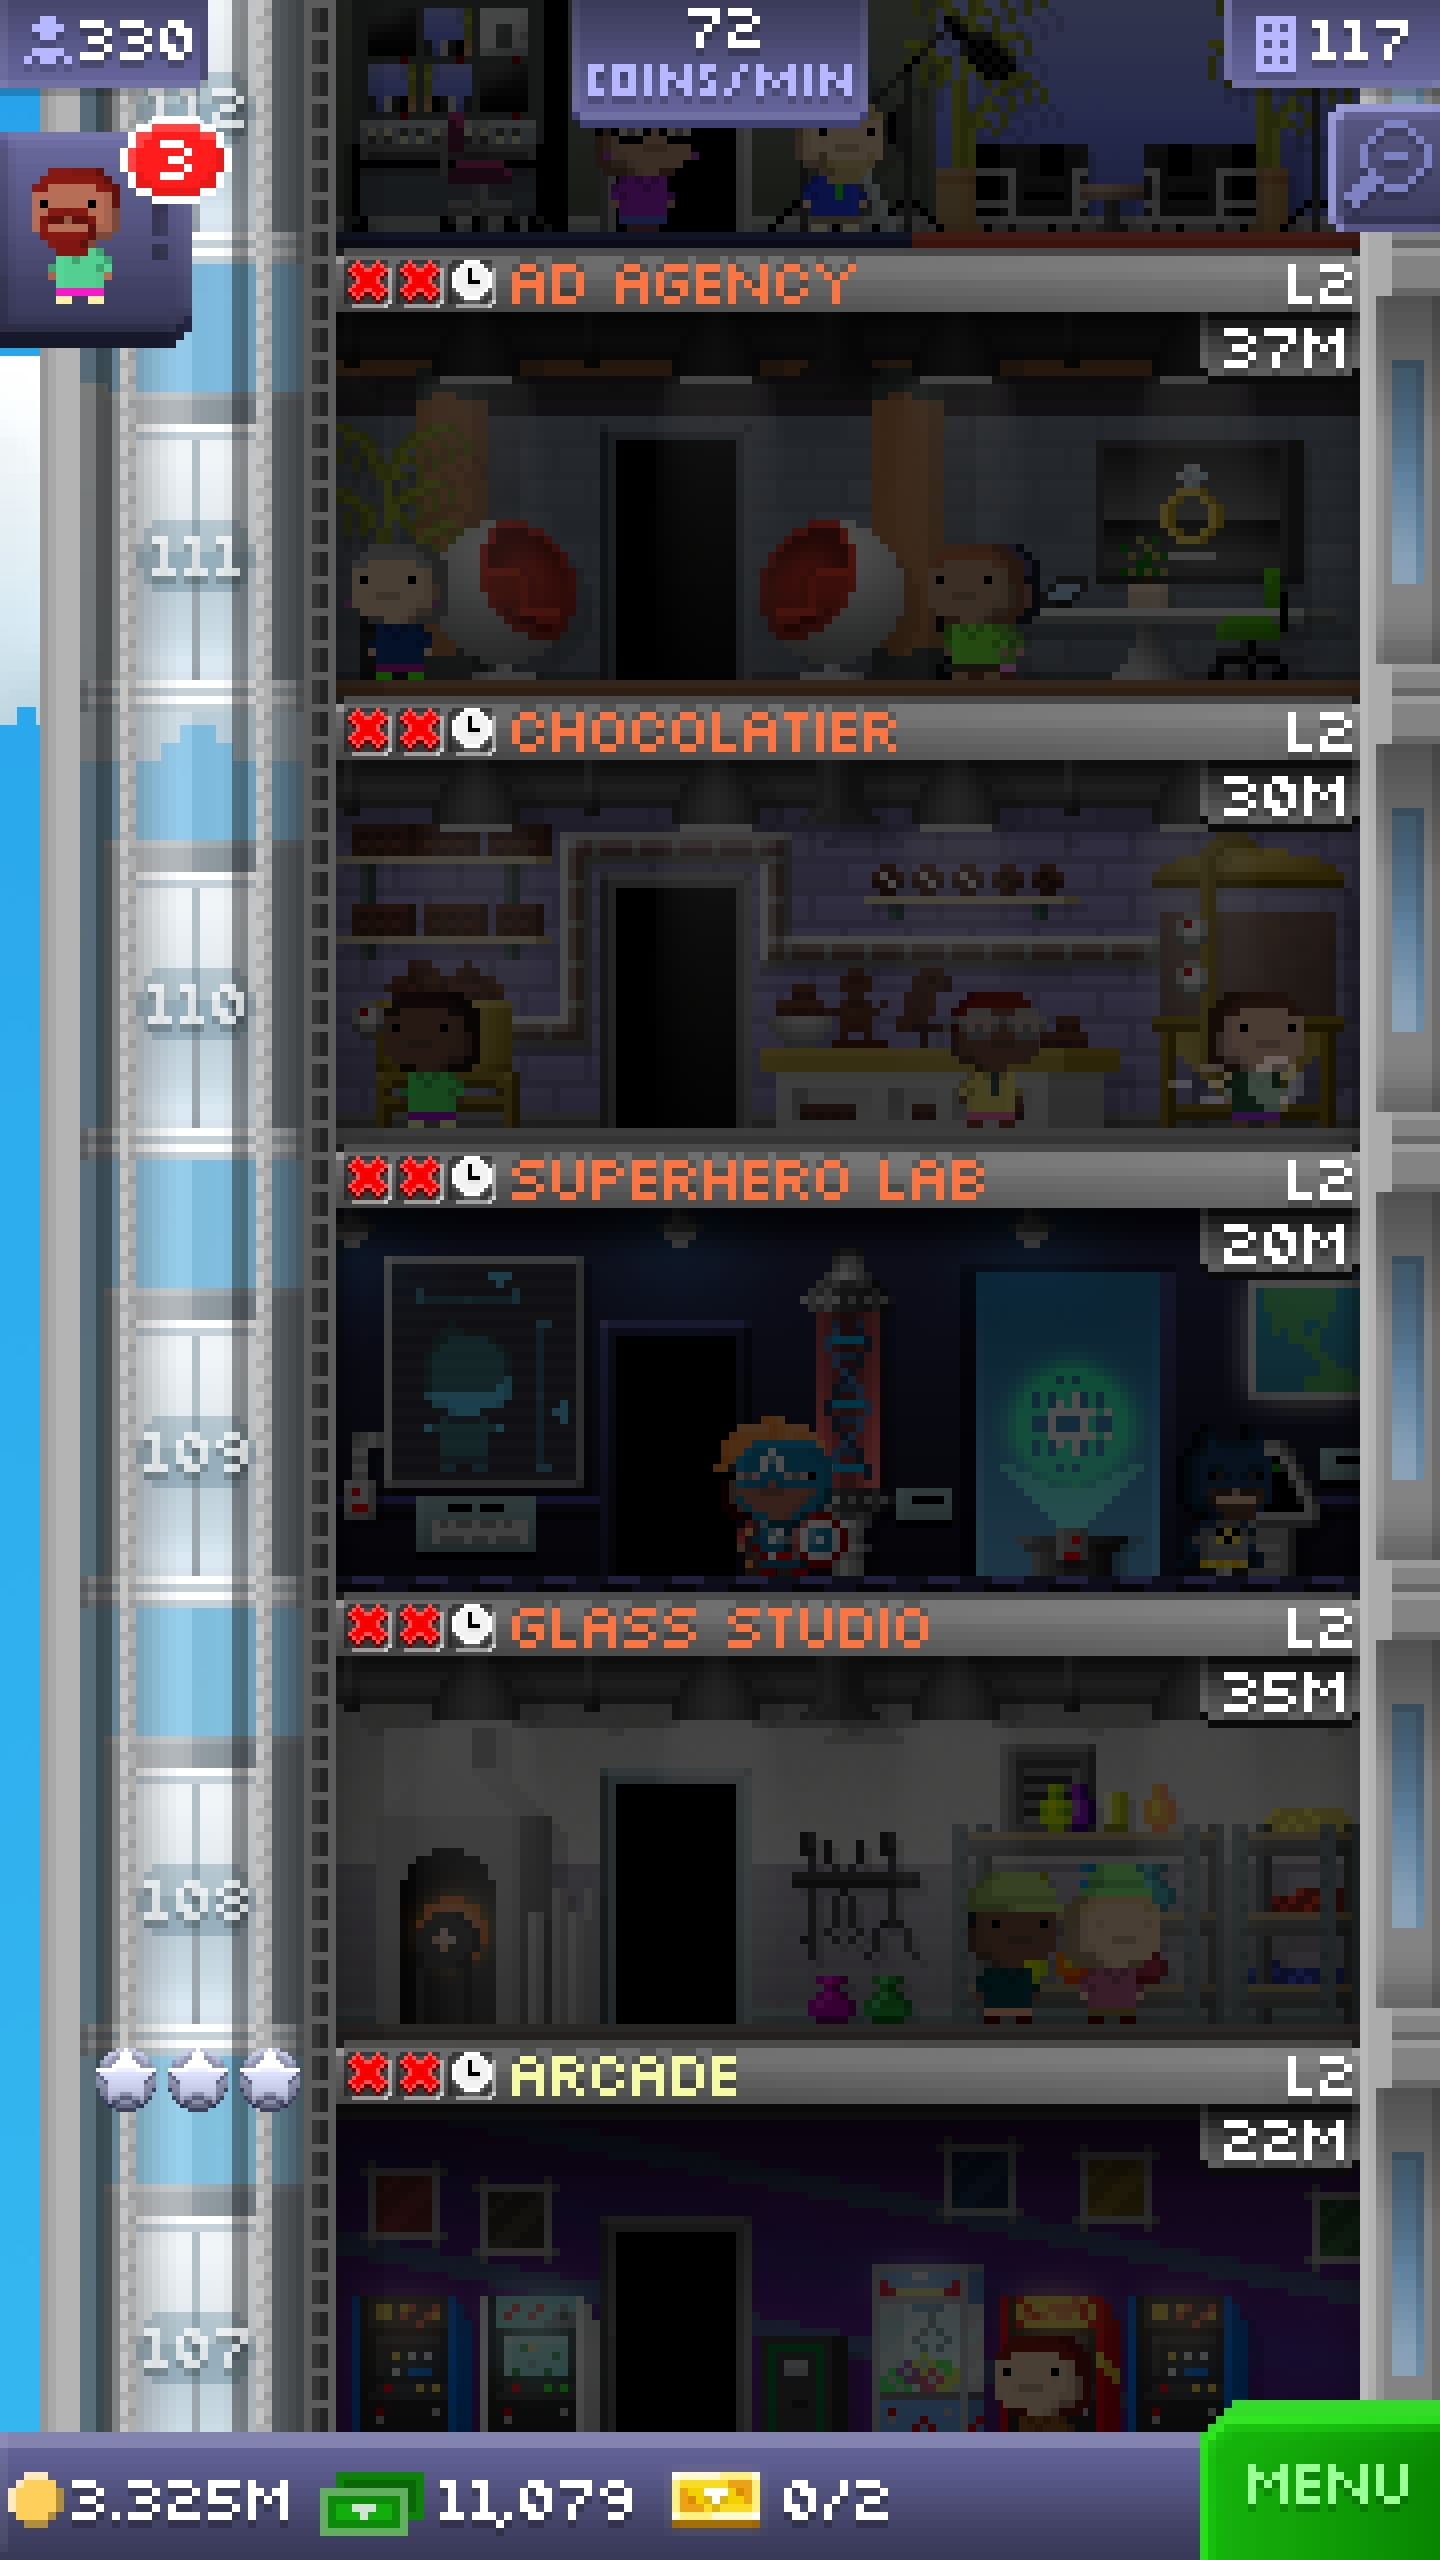 330
72
COINS/MIN
117
112
3
AD AGENCY L2
37M
111
CHOCOLATIER L2
30M
110
SUPERHERO LAB L2
20M
109
GLASS STUDIO L2
35M
108
ARCADE L2
22M
107
3.325M 11,079 0/2 MENU